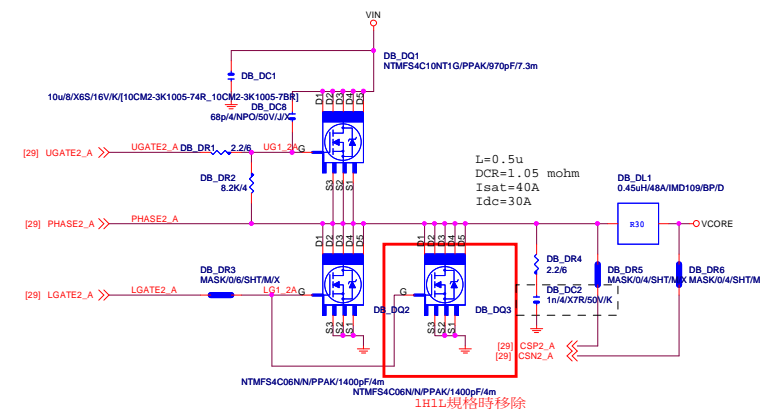 VIN
DB_DQ1
NTMFS4C10NT1G/PPAK/970pF/7.3m
DB_DC1
10u/8/X6S/16V/K/[10CM2-3K1005-74R_10CM2-3K1005-7BR]
DB_DC8
68p/4/NPO/50V/J/X
D1
D2
D3
D4
D5
[29] UGATE2_A
UGATE2_A
DB_DR1
2.2/6
UG1_2A
G
S3
S2
S1
DB_DR2
8.2K/4
L=0.5u
DCR=1.05 mohm
Isat=40A
Idc=30A
DB_DL1
0.45uH/48A/IMD109/BP/D
[29] PHASE2_A
PHASE2_A
R30
VCORE
D1
D2
D3
D4
D5
D1
D2
D3
D4
D5
DB_DR4
2.2/6
DB_DR3
MASK/0/6/SHT/M/X
DB_DR5
MASK/0/4/SHT/M/X
DB_DR6
MASK/0/4/SHT/M
[29] LGATE2_A
LGATE2_A
LG1_2A
G
G
DB_DC2
1n/4/X7R/50V/K
DB_DQ2
DB_DQ3
S3
S2
S1
S3
S2
S1
[29] CSP2_A
[29] CSN2_A
NTMFS4C06N/N/PPAK/1400pF/4m
NTMFS4C06N/N/PPAK/1400pF/4m
1H1L規格時移除